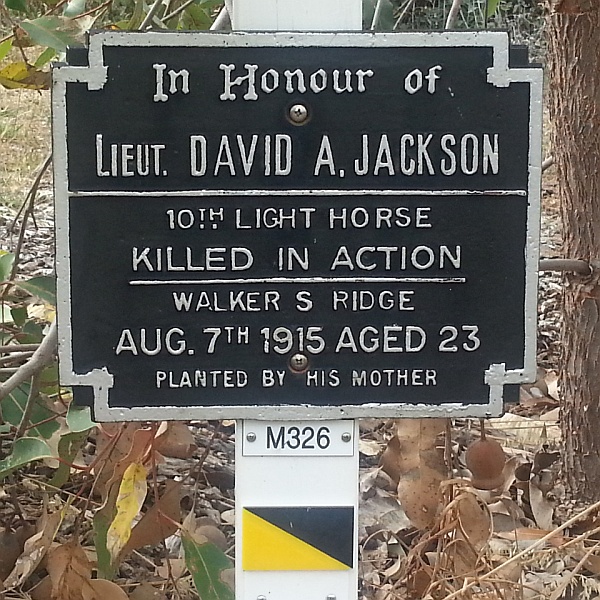 In Honour of
LIEUT. DAVID A. JACKSON
10TH LIGHT HORSE
KILLED IN ACTION
WALKER S RIDGE
AUG. 7TH 1915 AGED 23
PLANTED BY HIS MOTHER
M326